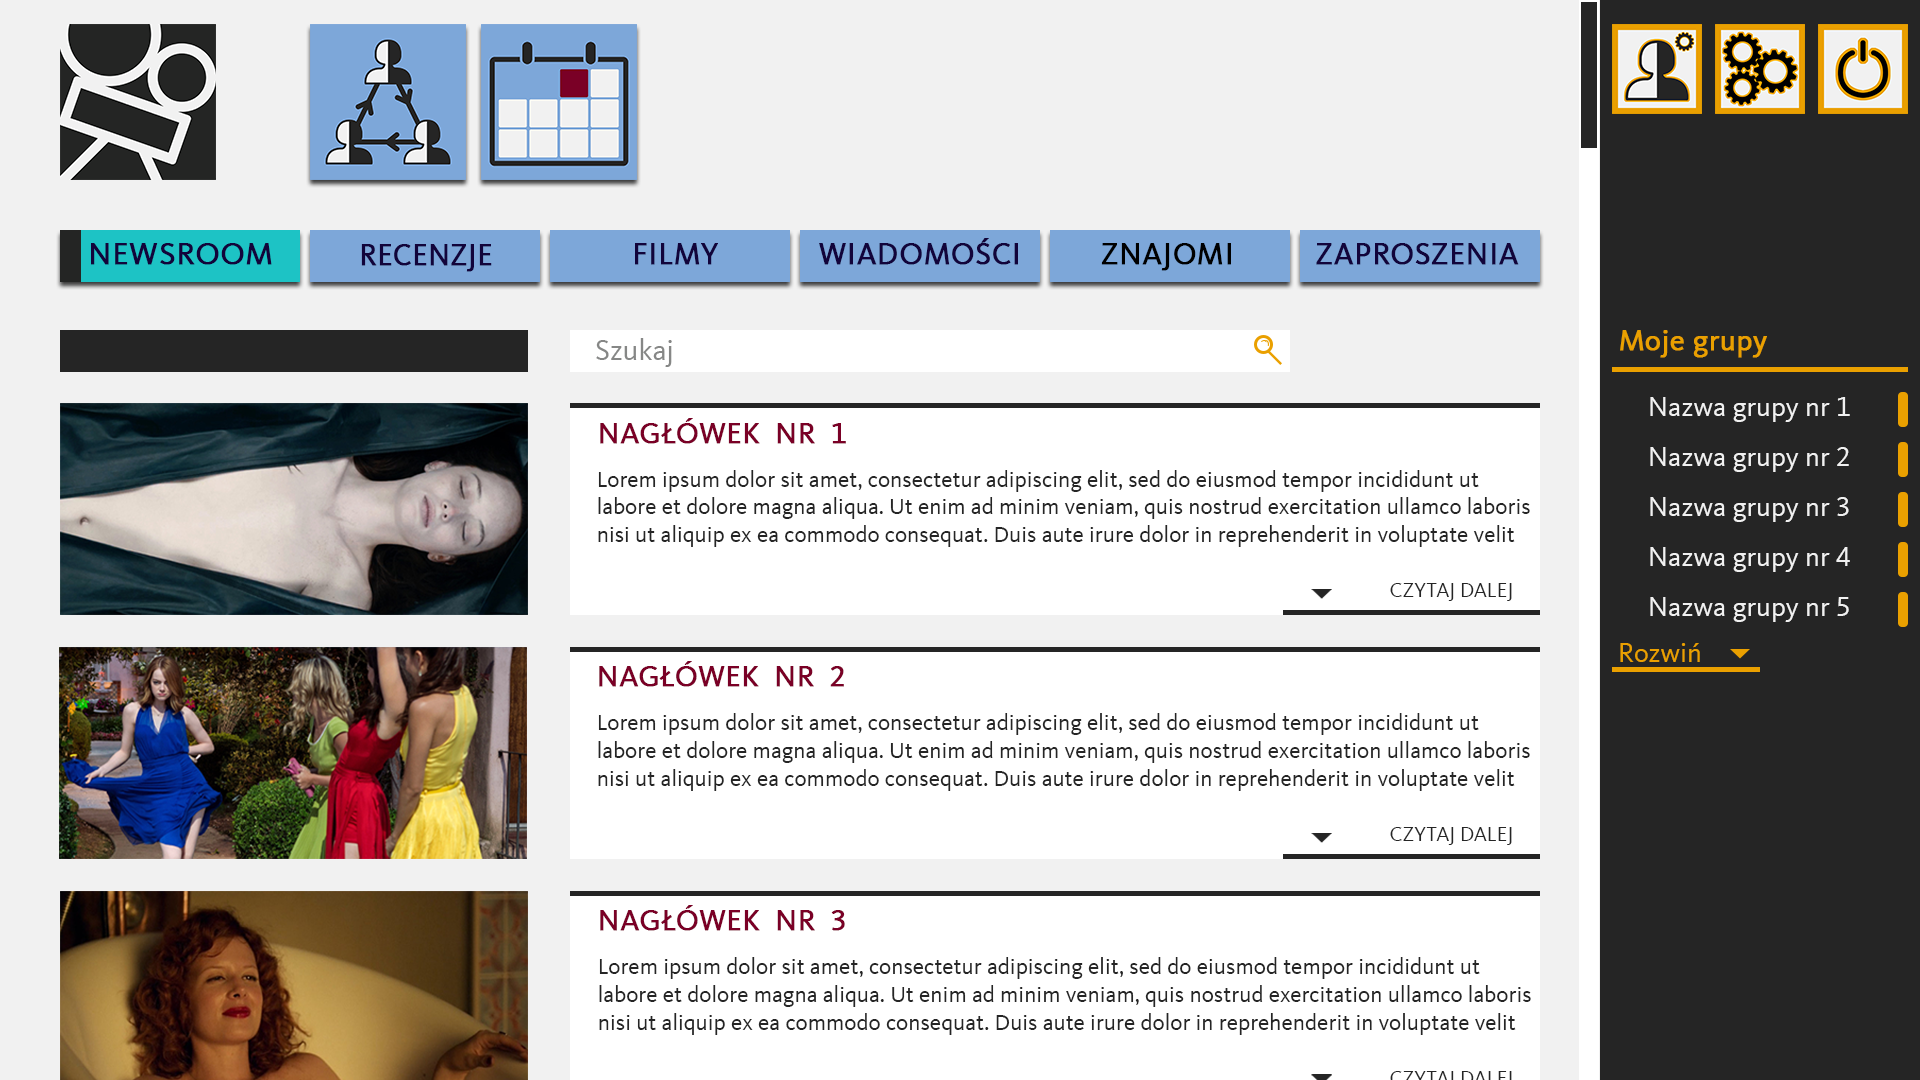 NEWSROOM RECENZJE FILMY WIADOMOŚCI ZNAJOMI ZAPROSZENIA
Szukaj
NAGŁÓWEK NR 1
Lorem ipsum dolor sit amet, consectetur adipiscing elit, sed do eiusmod tempor incididunt ut
labore et dolore magna aliqua. Ut enim ad minim veniam, quis nostrud exercitation ullamco laboris
nisi ut aliquip ex ea commodo consequat. Duis aute irure dolor in reprehenderit in voluptate velit
CZYTAJ DALEJ
NAGŁÓWEK NR 2
Lorem ipsum dolor sit amet, consectetur adipiscing elit, sed do eiusmod tempor incididunt ut
labore et dolore magna aliqua. Ut enim ad minim veniam, quis nostrud exercitation ullamco laboris
nisi ut aliquip ex ea commodo consequat. Duis aute irure dolor in reprehenderit in voluptate velit
CZYTAJ DALEJ
NAGŁÓWEK NR 3
Lorem ipsum dolor sit amet, consectetur adipiscing elit, sed do eiusmod tempor incididunt ut
labore et dolore magna aliqua. Ut enim ad minim veniam, quis nostrud exercitation ullamco laboris
nisi ut aliquip ex ea commodo consequat. Duis aute irure dolor in reprehenderit in voluptate velit
CZYTAJ DALEJ
Moje grupy
Nazwa grupy nr 1
Nazwa grupy nr 2
Nazwa grupy nr 3
Nazwa grupy nr 4
Nazwa grupy nr 5
Rozwiń